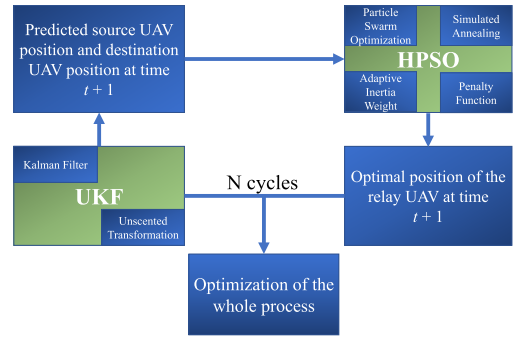 Predicted source UAV
position and destination
UAV position at time
t + 1
Particle
Swarm
Optimization
Simulated
Annealing
HPSO
Adaptive
Inertia
Weight
Penalty
Function
Kalman Filter
UKF
Unscented
Transformation
N cycles
Optimal position of the
relay UAV at time
t + 1
Optimization of the
whole process